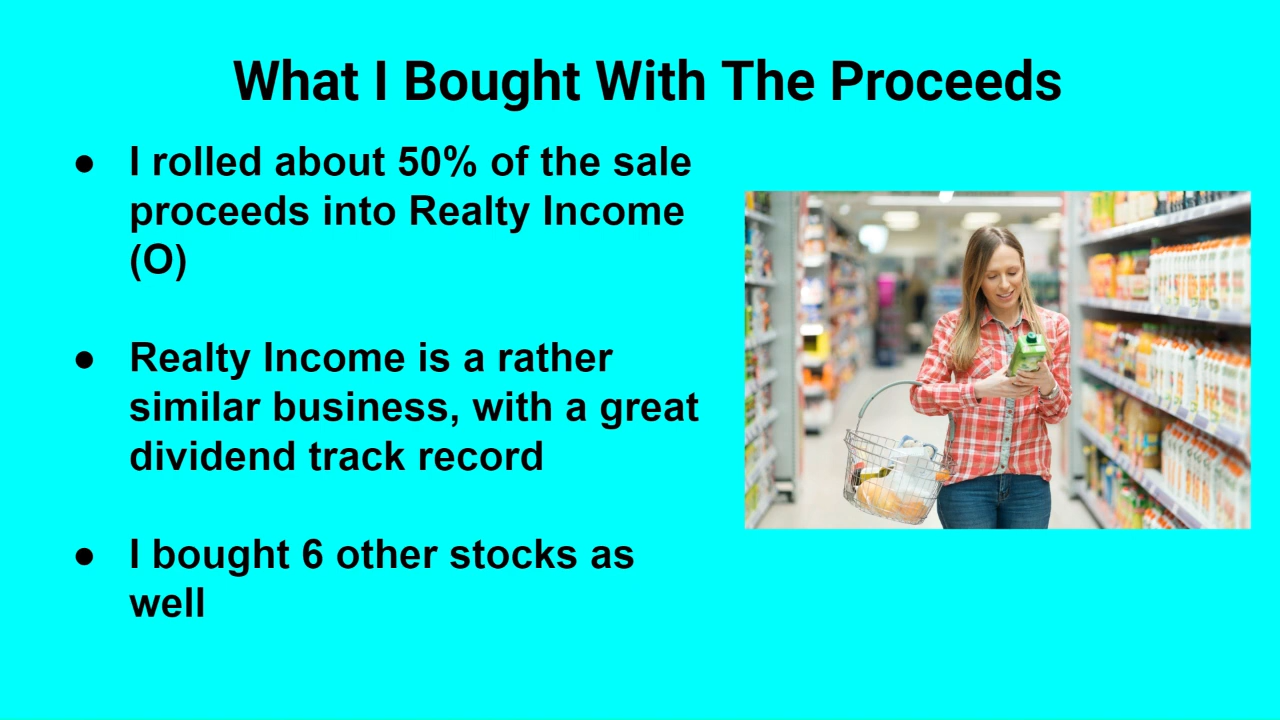 What I Bought With The Proceeds
● I rolled about 50% of the sale
proceeds into Realty Income
(O)
● Realty Income is a rather
similar business, with a great
dividend track record
● I bought 6 other stocks as
well